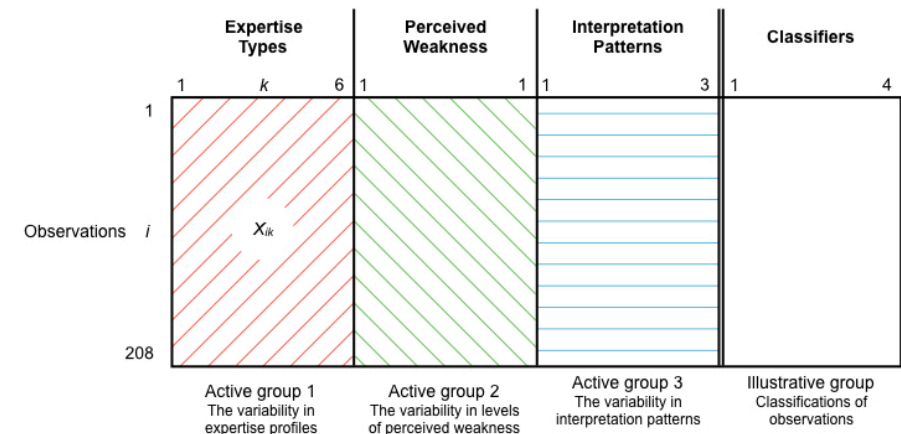 Expertise
Types
Perceived
Weakness
Interpretation
Patterns
Classifiers
1 k 6 1 1 1 3 1 4
1
Observations i
X_ik
208
Active group 1
The variability in
expertise profiles
Active group 2
The variability in levels
of perceived weakness
Active group 3
The variability in
interpretation patterns
Illustrative group
Classifications of
observations